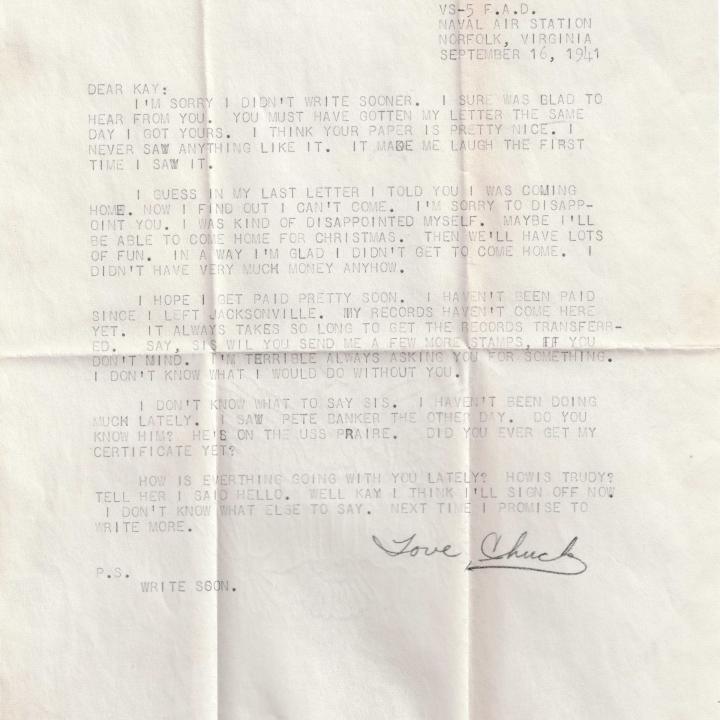 VS-5 F.A.D.
NAVAL AIR STATION
NORFOLK, VIRGINIA
SEPTEMBER 16, 1941
DEAR KAY:
I'M SORRY I DIDN'T WRITE SOONER. I SURE WAS GLAD TO
HEAR FROM YOU. YOU MUST HAVE GOTTEN MY LETTER THE SAME
DAY I GOT YOURS. I THINK YOUR PAPER IS PRETTY NICE. I
NEVER SAW ANYTHING LIKE IT. IT MADE ME LAUGH THE FIRST
TIME I SAW IT.
I GUESS IN MY LAST LETTER I TOLD YOU I WAS COMING
HOME. NOW I FIND OUT I CAN'T COME. I'M SORRY TO DISAPP-
OINT YOU. I WAS KIND OF DISAPPOINTED MYSELF. MAYBE I'LL
BE ABLE TO COME HOME FOR CHRISTMAS. THEN WE'LL HAVE LOTS
OF FUN. IN A WAY I'M GLAD I DIDN'T GET TO COME HOME. I
DIDN'T HAVE VERY MUCH MONEY ANYHOW.
I HOPE I GET PAID PRETTY SOON. I HAVEN'T BEEN PAID
SINCE I LEFT JACKSONVILLE. MY RECORDS HAVEN'T COME HERE
YET. IT ALWAYS TAKES SO LONG TO GET THE RECORDS TRANSFERR-
ED. SAY, SIS WIL YOU SEND ME A FEW MORE STAMPS, IF YOU
DON'T MIND. I'M TERRIBLE ALWAYS ASKING YOU FOR SOMETHING.
I DON'T KNOW WHAT I WOULD DO WITHOUT YOU.
I DON'T KNOW WHAT TO SAY SIS. I HAVEN'T BEEN DOING
MUCH LATELY. I SAW PETE BANKER THE OTHER DAY. DO YOU
KNOW HIM? HE'S ON THE USS PRAIRE. DID YOU EVER GET MY
CERTIFICATE YET?
HOW IS EVERTHING GOING WITH YOU LATELY? HOWIS TRUDY?
TELL HER I SAID HELLO. WELL KAY I THINK I'LL SIGN OFF NOW
I DON'T KNOW WHAT ELSE TO SAY. NEXT TIME I PROMISE TO
WRITE MORE.
Love Chuck
P.S.
WRITE SOON.